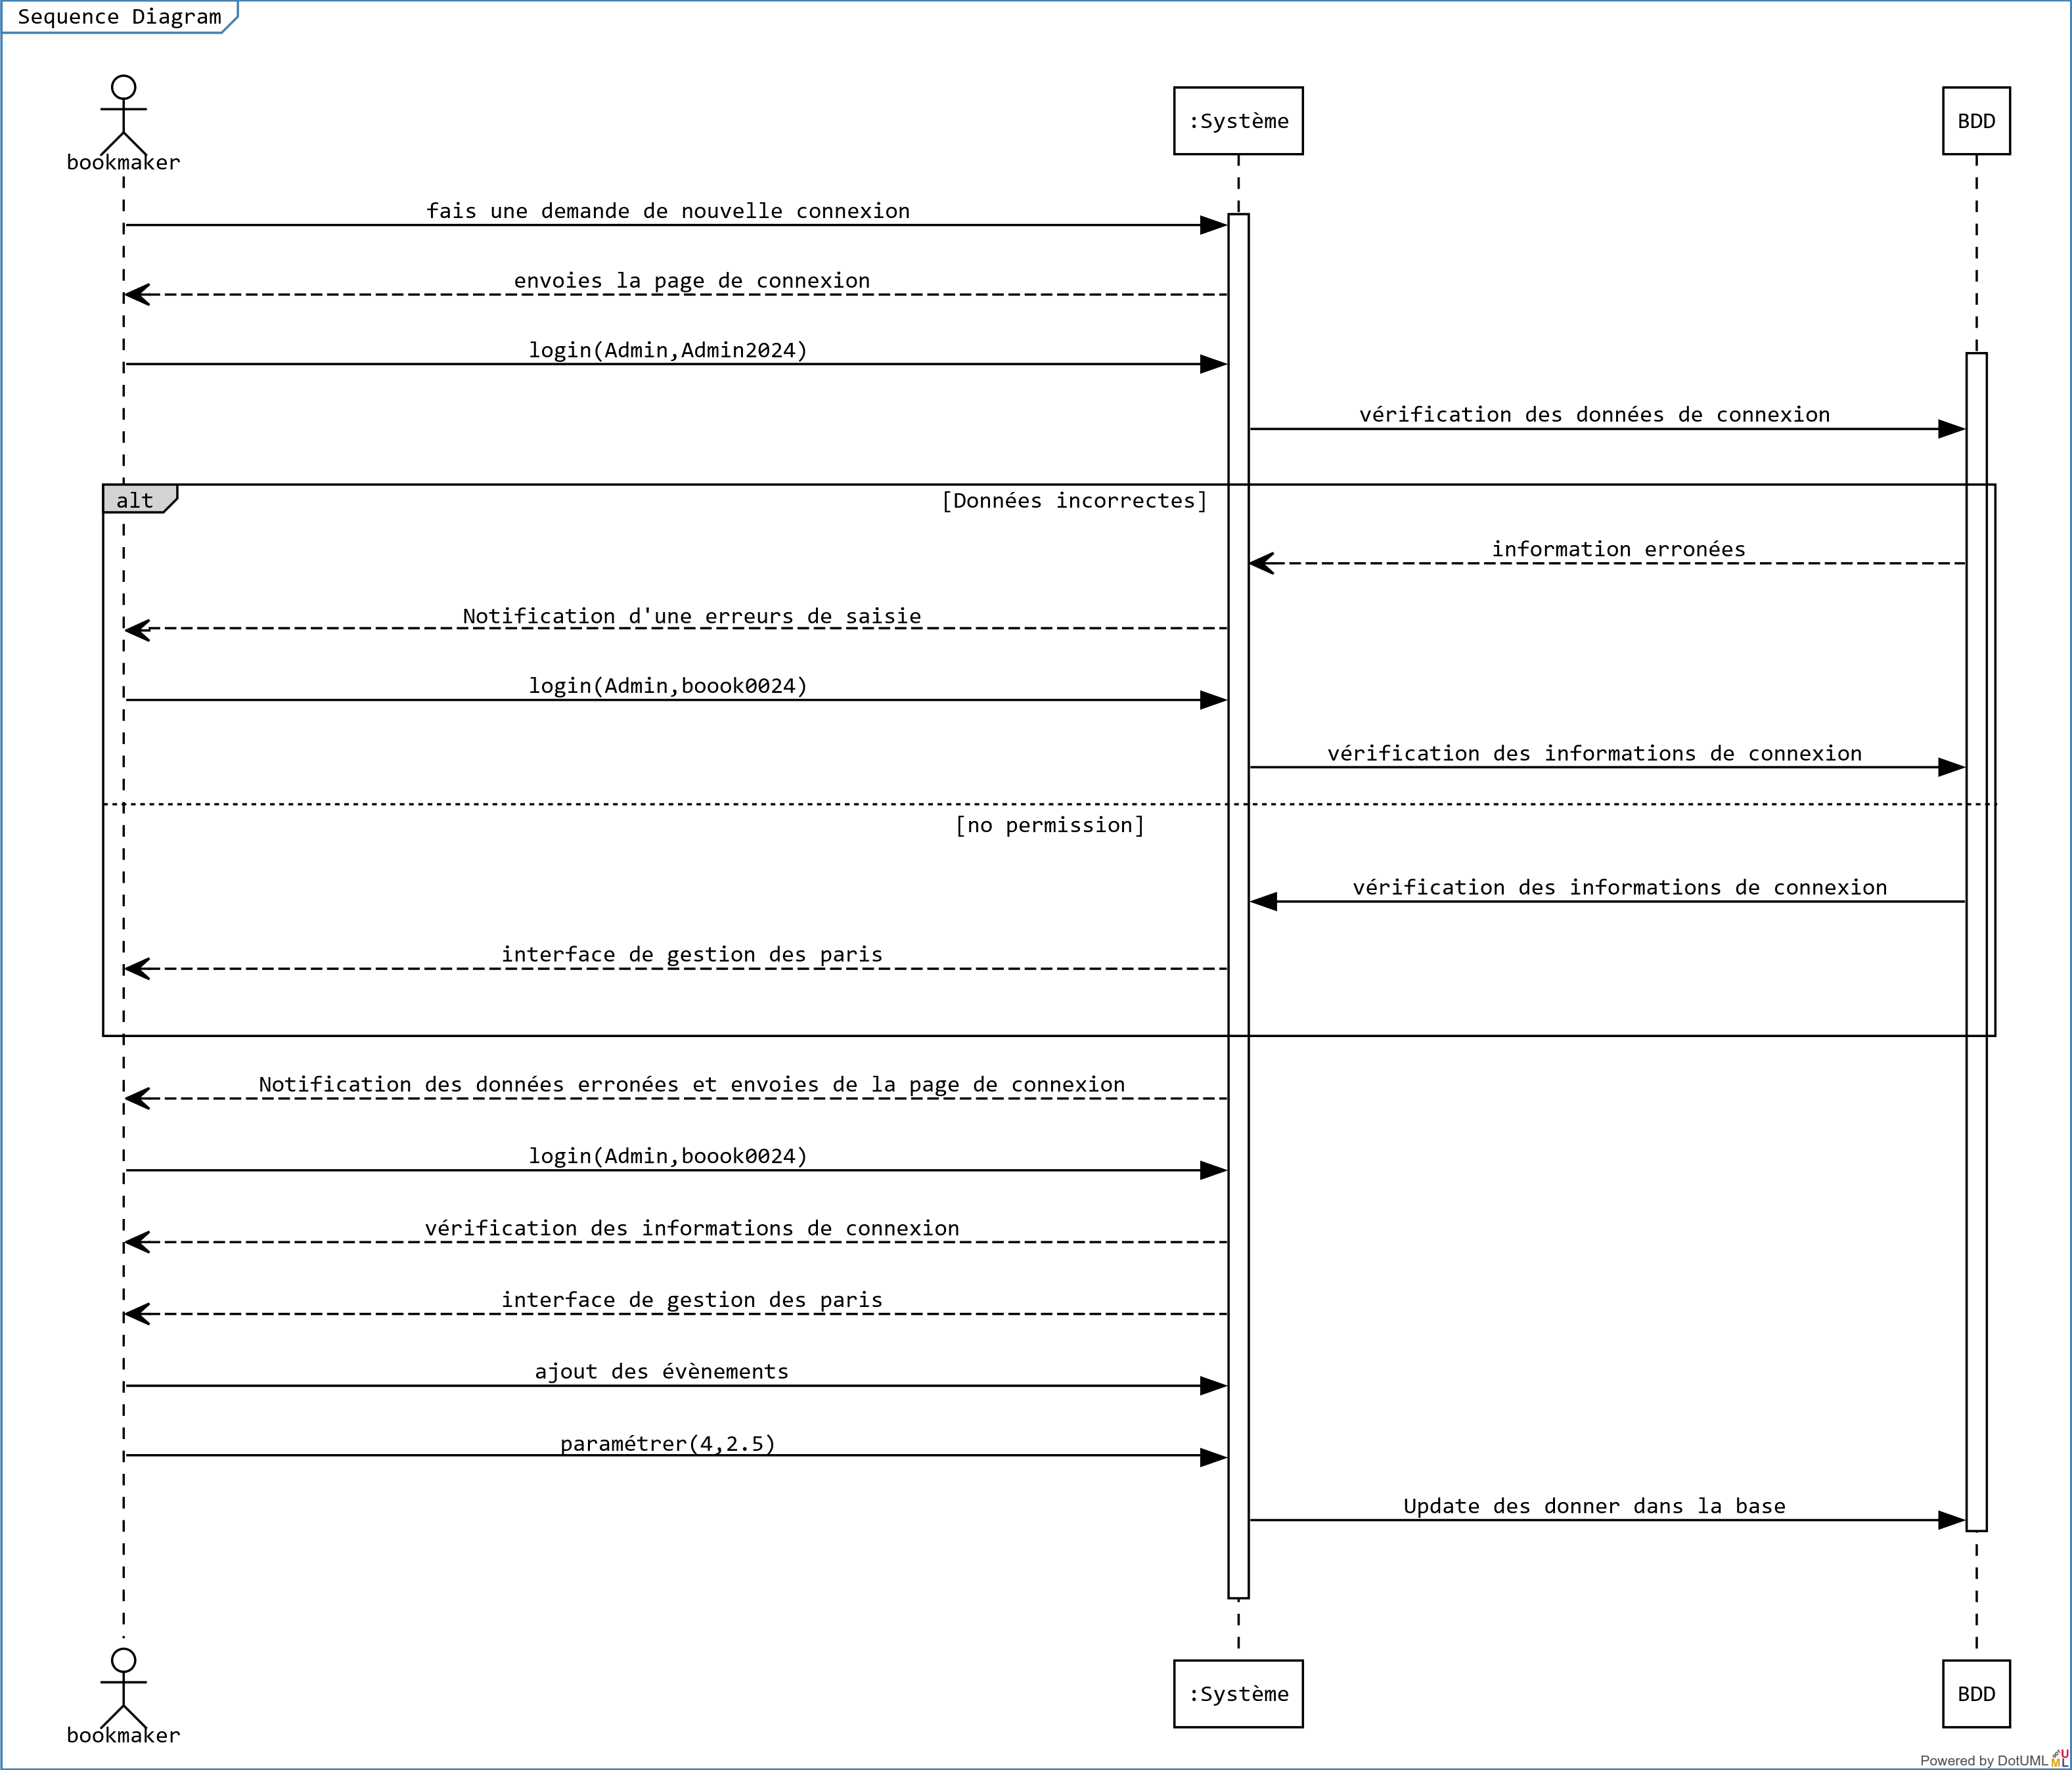 Sequence Diagram
:Système
BDD
bookmaker
fais une demande de nouvelle connexion
envoies la page de connexion
login(Admin,Admin2024)
vérification des données de connexion
alt
[Données incorrectes]
information erronées
Notification d'une erreurs de saisie
login(Admin,boook0024)
vérification des informations de connexion
[no permission]
vérification des informations de connexion
interface de gestion des paris
Notification des données erronées et envoies de la page de connexion
login(Admin,boook0024)
vérification des informations de connexion
interface de gestion des paris
ajout des évènements
paramétrer(4,2.5)
Update des donner dans la base
:Système
BDD
bookmaker
Powered by DotUML
dot
U
M
L